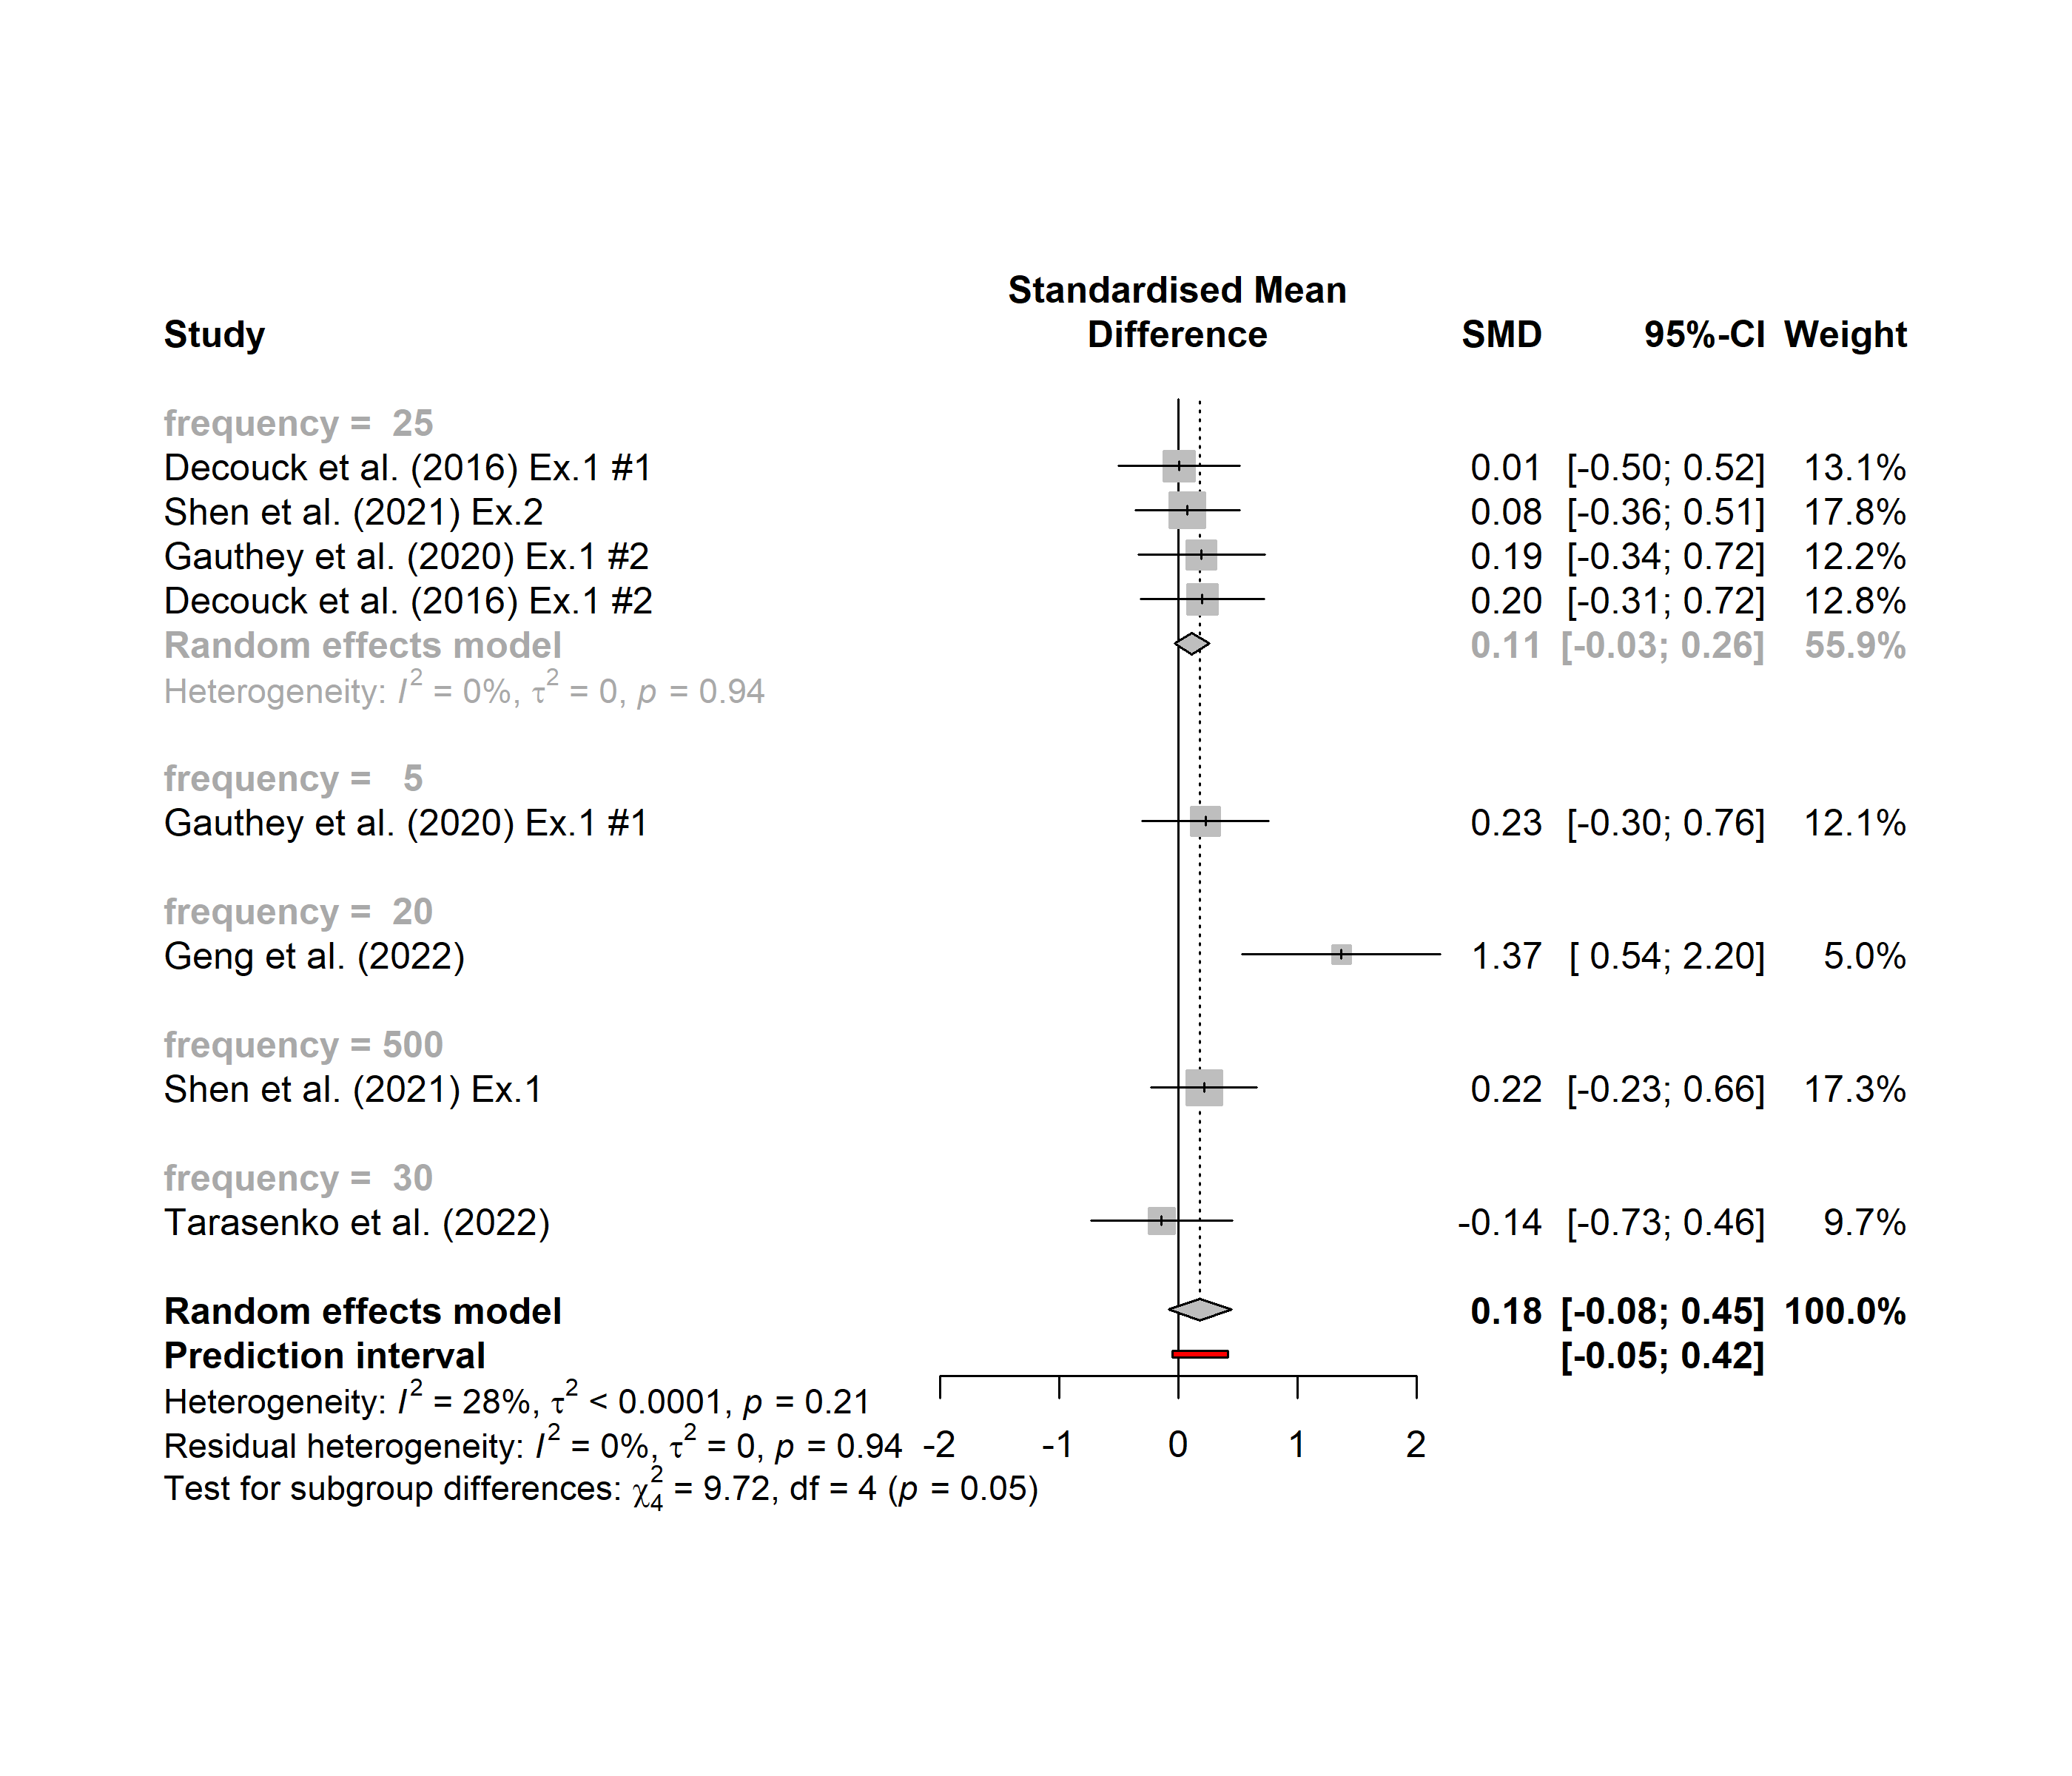 Standardised Mean
Study Difference SMD 95%-CI Weight
frequency = 25
Decouck et al. (2016) Ex.1 #1 0.01 [-0.50; 0.52] 13.1%
Shen et al. (2021) Ex.2 0.08 [-0.36; 0.51] 17.8%
Gauthey et al. (2020) Ex.1 #2 0.19 [-0.34; 0.72] 12.2%
Decouck et al. (2016) Ex.1 #2 0.20 [-0.31; 0.72] 12.8%
Random effects model 0.11 [-0.03; 0.26] 55.9%
Heterogeneity: I² = 0%, τ² = 0, p = 0.94
frequency = 5
Gauthey et al. (2020) Ex.1 #1 0.23 [-0.30; 0.76] 12.1%
frequency = 20
Geng et al. (2022) 1.37 [ 0.54; 2.20] 5.0%
frequency = 500
Shen et al. (2021) Ex.1 0.22 [-0.23; 0.66] 17.3%
frequency = 30
Tarasenko et al. (2022) -0.14 [-0.73; 0.46] 9.7%
Random effects model 0.18 [-0.08; 0.45] 100.0%
Prediction interval [-0.05; 0.42]
Heterogeneity: I² = 28%, τ² < 0.0001, p = 0.21
Residual heterogeneity: I² = 0%, τ² = 0, p = 0.94 -2 -1 0 1 2
Test for subgroup differences: χ²₄ = 9.72, df = 4 (p = 0.05)